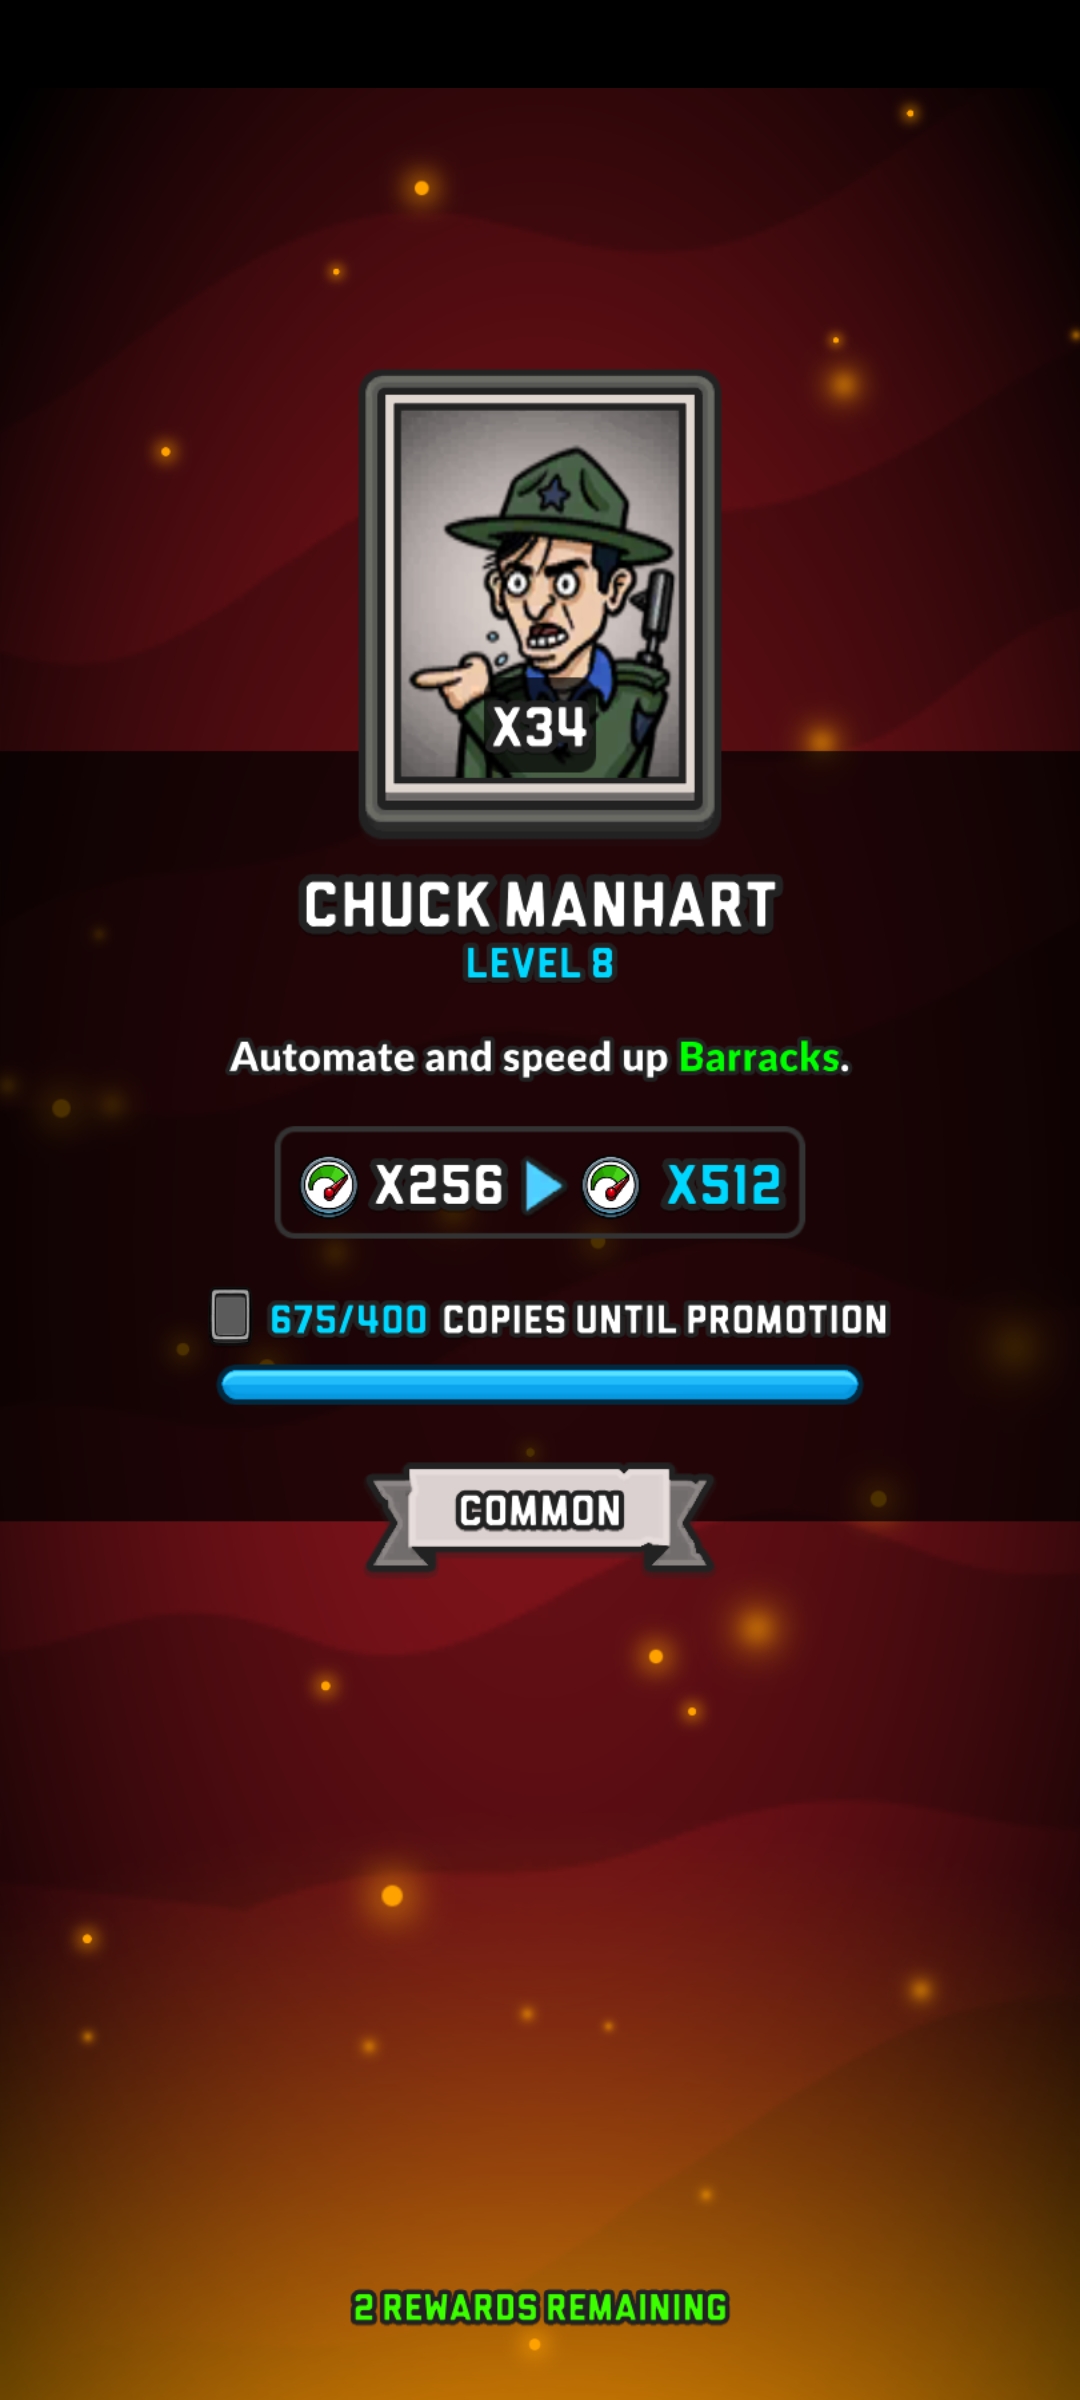 X34
CHUCK MANHART
LEVEL 8
Automate and speed up Barracks.
X256 X512
675/400 COPIES UNTIL PROMOTION
COMMON
2 REWARDS REMAINING